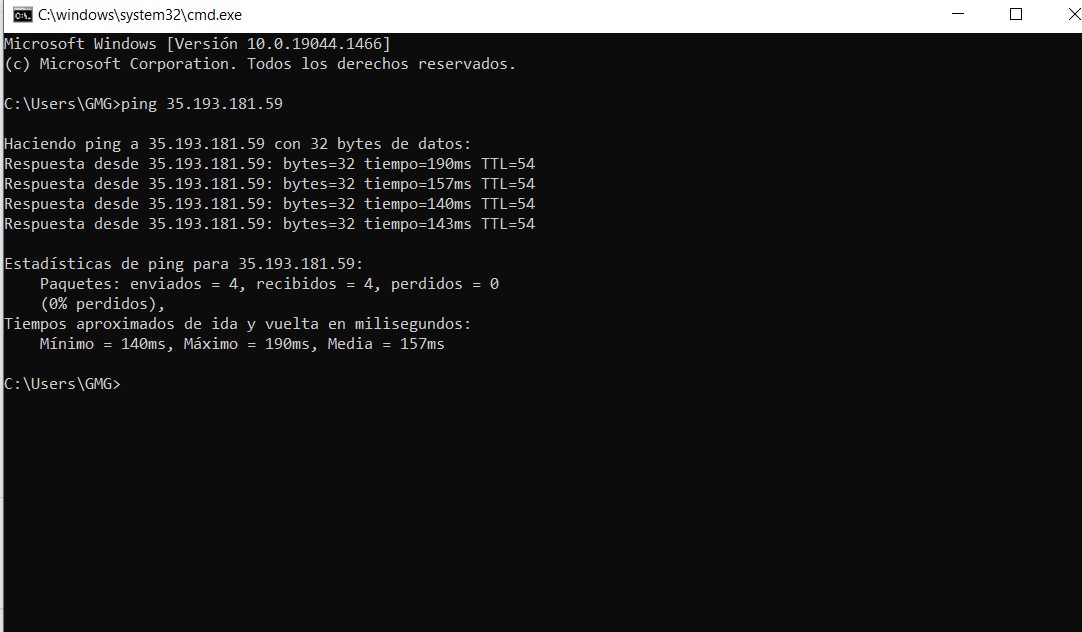 C:\windows\system32\cmd.exe
Microsoft Windows [Versión 10.0.19044.1466]
(c) Microsoft Corporation. Todos los derechos reservados.
C:\Users\GMG>ping 35.193.181.59
Haciendo ping a 35.193.181.59 con 32 bytes de datos:
Respuesta desde 35.193.181.59: bytes=32 tiempo=190ms TTL=54
Respuesta desde 35.193.181.59: bytes=32 tiempo=157ms TTL=54
Respuesta desde 35.193.181.59: bytes=32 tiempo=140ms TTL=54
Respuesta desde 35.193.181.59: bytes=32 tiempo=143ms TTL=54
Estadísticas de ping para 35.193.181.59:
    Paquetes: enviados = 4, recibidos = 4, perdidos = 0
    (0% perdidos),
Tiempos aproximados de ida y vuelta en milisegundos:
    Mínimo = 140ms, Máximo = 190ms, Media = 157ms
C:\Users\GMG>